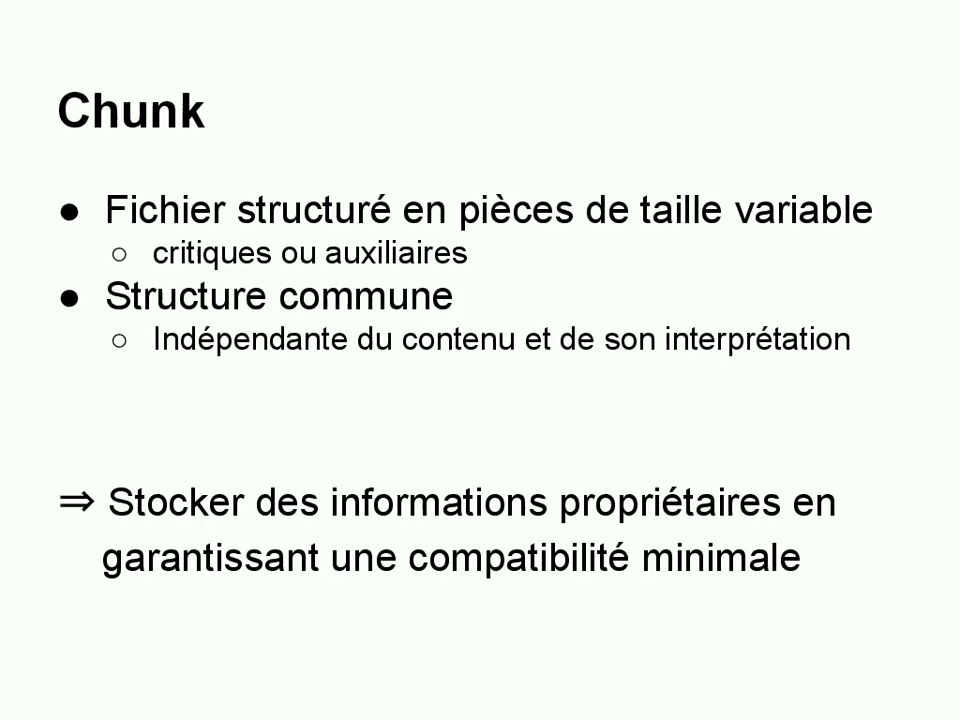 Chunk
● Fichier structuré en pièces de taille variable
○ critiques ou auxiliaires
● Structure commune
○ Indépendante du contenu et de son interprétation
⇒ Stocker des informations propriétaires en
garantissant une compatibilité minimale